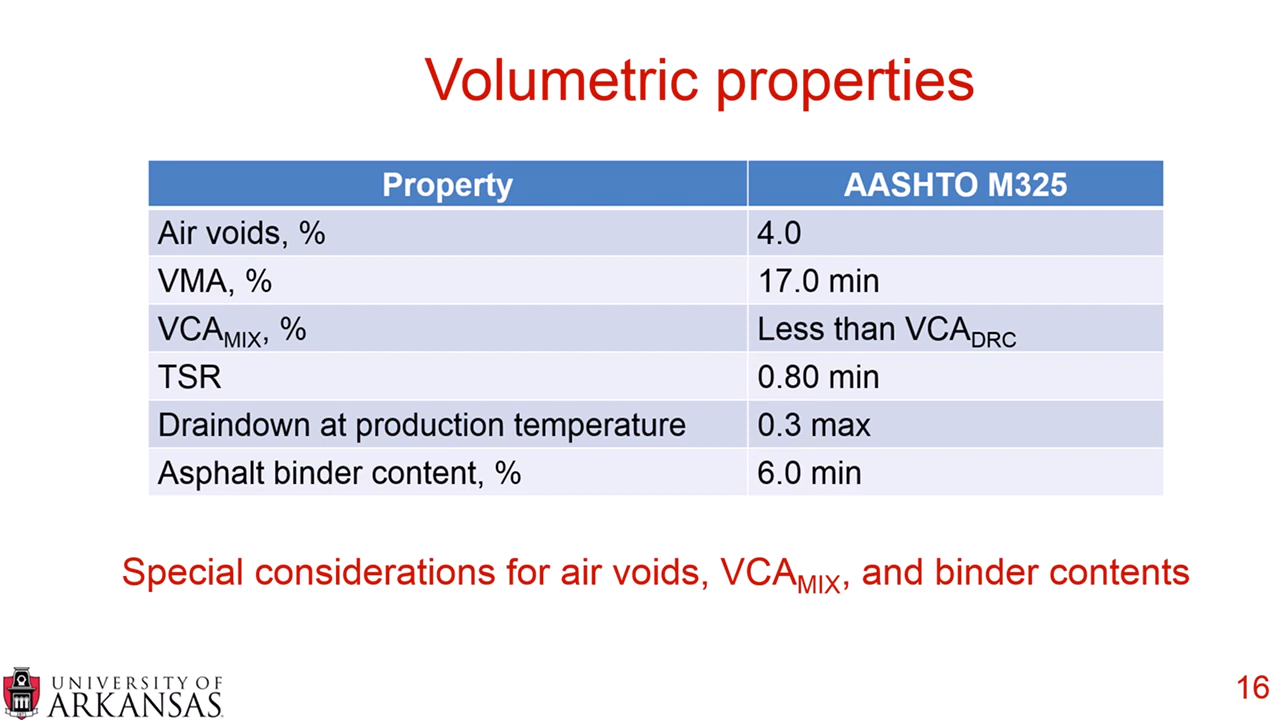 Volumetric properties
Property AASHTO M325
Air voids, % 4.0
VMA, % 17.0 min
VCAMIX, % Less than VCADRC
TSR 0.80 min
Draindown at production temperature 0.3 max
Asphalt binder content, % 6.0 min
Special considerations for air voids, VCAMIX, and binder contents
UNIVERSITY OF
ARKANSAS
16